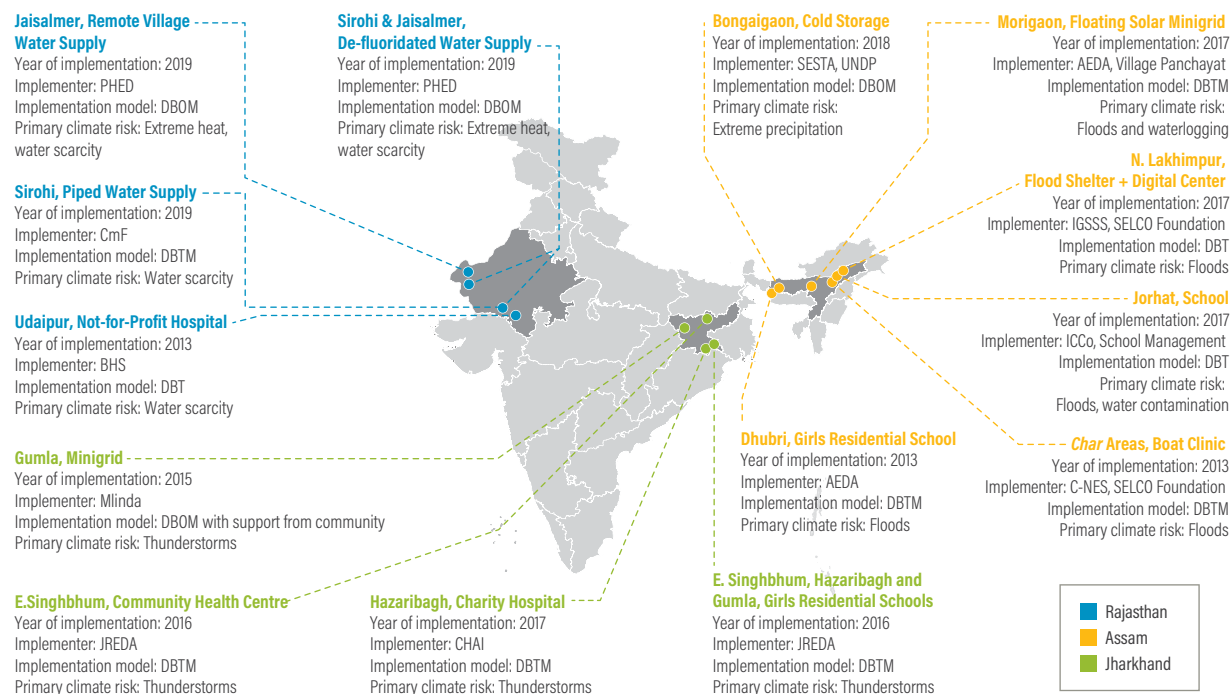 Jaisalmer, Remote Village
Water Supply
Year of implementation: 2019
Implementer: PHED
Implementation model: DBOM
Primary climate risk: Extreme heat,
water scarcity
Sirohi & Jaisalmer,
De-fluoridated Water Supply
Year of implementation: 2019
Implementer: PHED
Implementation model: DBOM
Primary climate risk: Extreme heat,
water scarcity
Bongaigaon, Cold Storage
Year of implementation: 2018
Implementer: SESTA, UNDP
Implementation model: DBOM
Primary climate risk:
Extreme precipitation
Morigaon, Floating Solar Minigrid
Year of implementation: 2017
Implementer: AEDA, Village Panchayat
Implementation model: DBTM
Primary climate risk:
Floods and waterlogging
N. Lakhimpur,
Flood Shelter + Digital Center
Year of implementation: 2017
Implementer: IGSSS, SELCO Foundation
Implementation model: DBT
Primary climate risk: Floods
Sirohi, Piped Water Supply
Year of implementation: 2019
Implementer: CmF
Implementation model: DBTM
Primary climate risk: Water scarcity
Jorhat, School
Year of implementation: 2017
Implementer: ICCo, School Management
Implementation model: DBT
Primary climate risk:
Floods, water contamination
Udaipur, Not-for-Profit Hospital
Year of implementation: 2013
Implementer: BHS
Implementation model: DBT
Primary climate risk: Water scarcity
Gumla, Minigrid
Year of implementation: 2015
Implementer: Mlinda
Implementation model: DBOM with support from community
Primary climate risk: Thunderstorms
Dhubri, Girls Residential School
Year of implementation: 2013
Implementer: AEDA
Implementation model: DBTM
Primary climate risk: Floods
Char Areas, Boat Clinic
Year of implementation: 2013
Implementer: C-NES, SELCO Foundation
Implementation model: DBTM
Primary climate risk: Floods
E.Singhbhum, Community Health Centre
Year of implementation: 2016
Implementer: JREDA
Implementation model: DBTM
Primary climate risk: Thunderstorms
Hazaribagh, Charity Hospital
Year of implementation: 2017
Implementer: CHAI
Implementation model: DBTM
Primary climate risk: Thunderstorms
E. Singhbhum, Hazaribagh and
Gumla, Girls Residential Schools
Year of implementation: 2016
Implementer: JREDA
Implementation model: DBTM
Primary climate risk: Thunderstorms
Rajasthan
Assam
Jharkhand